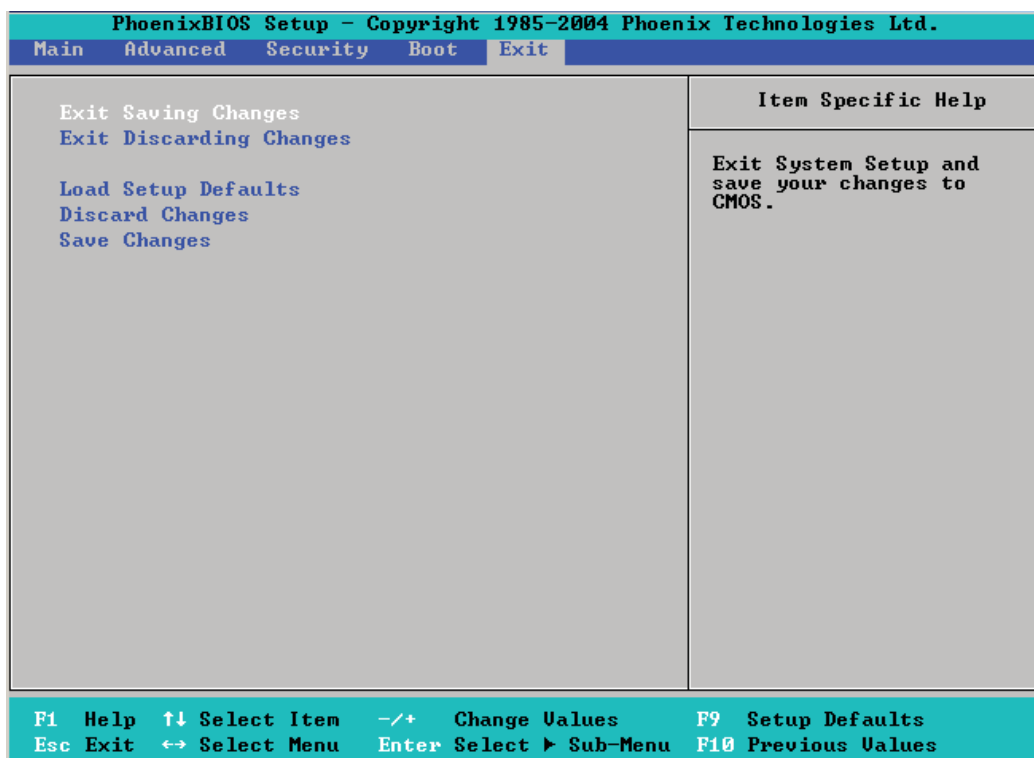 PhoenixBIOS Setup - Copyright 1985-2004 Phoenix Technologies Ltd.
Main Advanced Security Boot Exit
Exit Saving Changes
Exit Discarding Changes
Load Setup Defaults
Discard Changes
Save Changes
Item Specific Help
Exit System Setup and
save your changes to
CMOS.
F1 Help ↑↓ Select Item -/+ Change Values F9 Setup Defaults
Esc Exit ↔ Select Menu Enter Select ▶ Sub-Menu F10 Previous Values